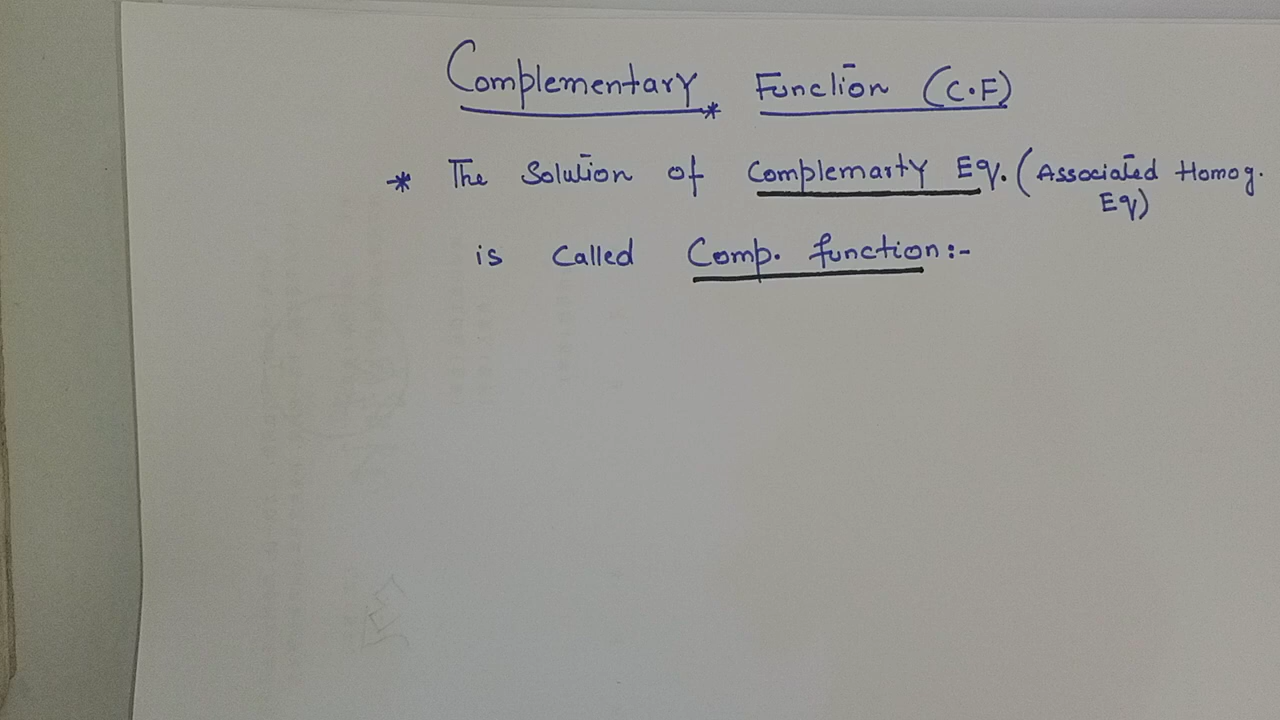 Complementary Function (C.F)
* The Solution of Complemarty Eq. (Associated Homog. Eq)
is Called Comp. function:-